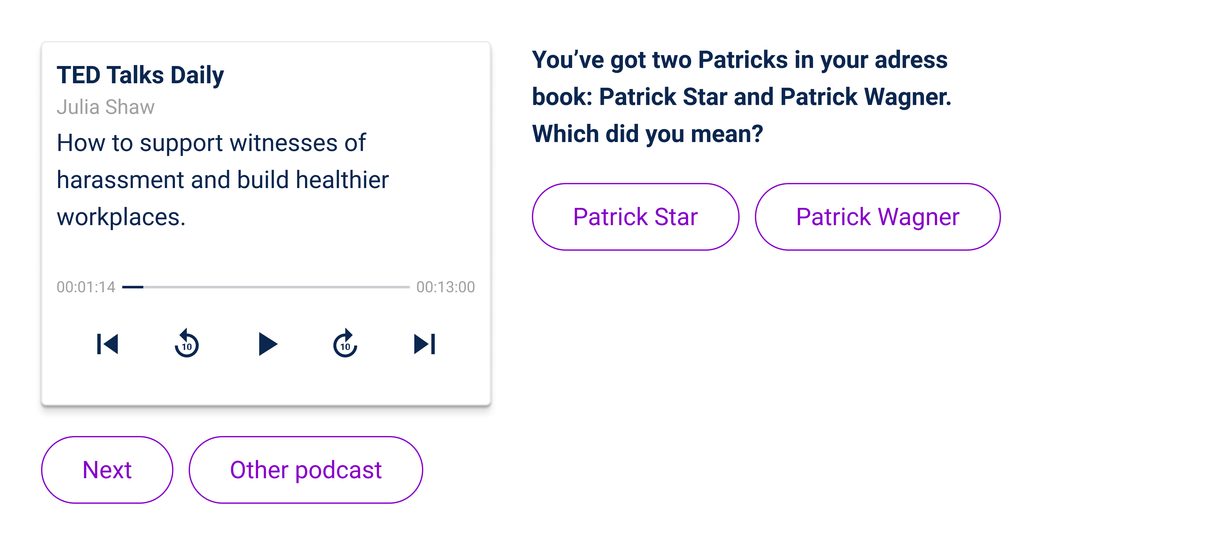 TED Talks Daily
Julia Shaw
How to support witnesses of
harassment and build healthier
workplaces.
00:01:14
00:13:00
10
10
Next
Other podcast
You’ve got two Patricks in your adress
book: Patrick Star and Patrick Wagner.
Which did you mean?
Patrick Star
Patrick Wagner